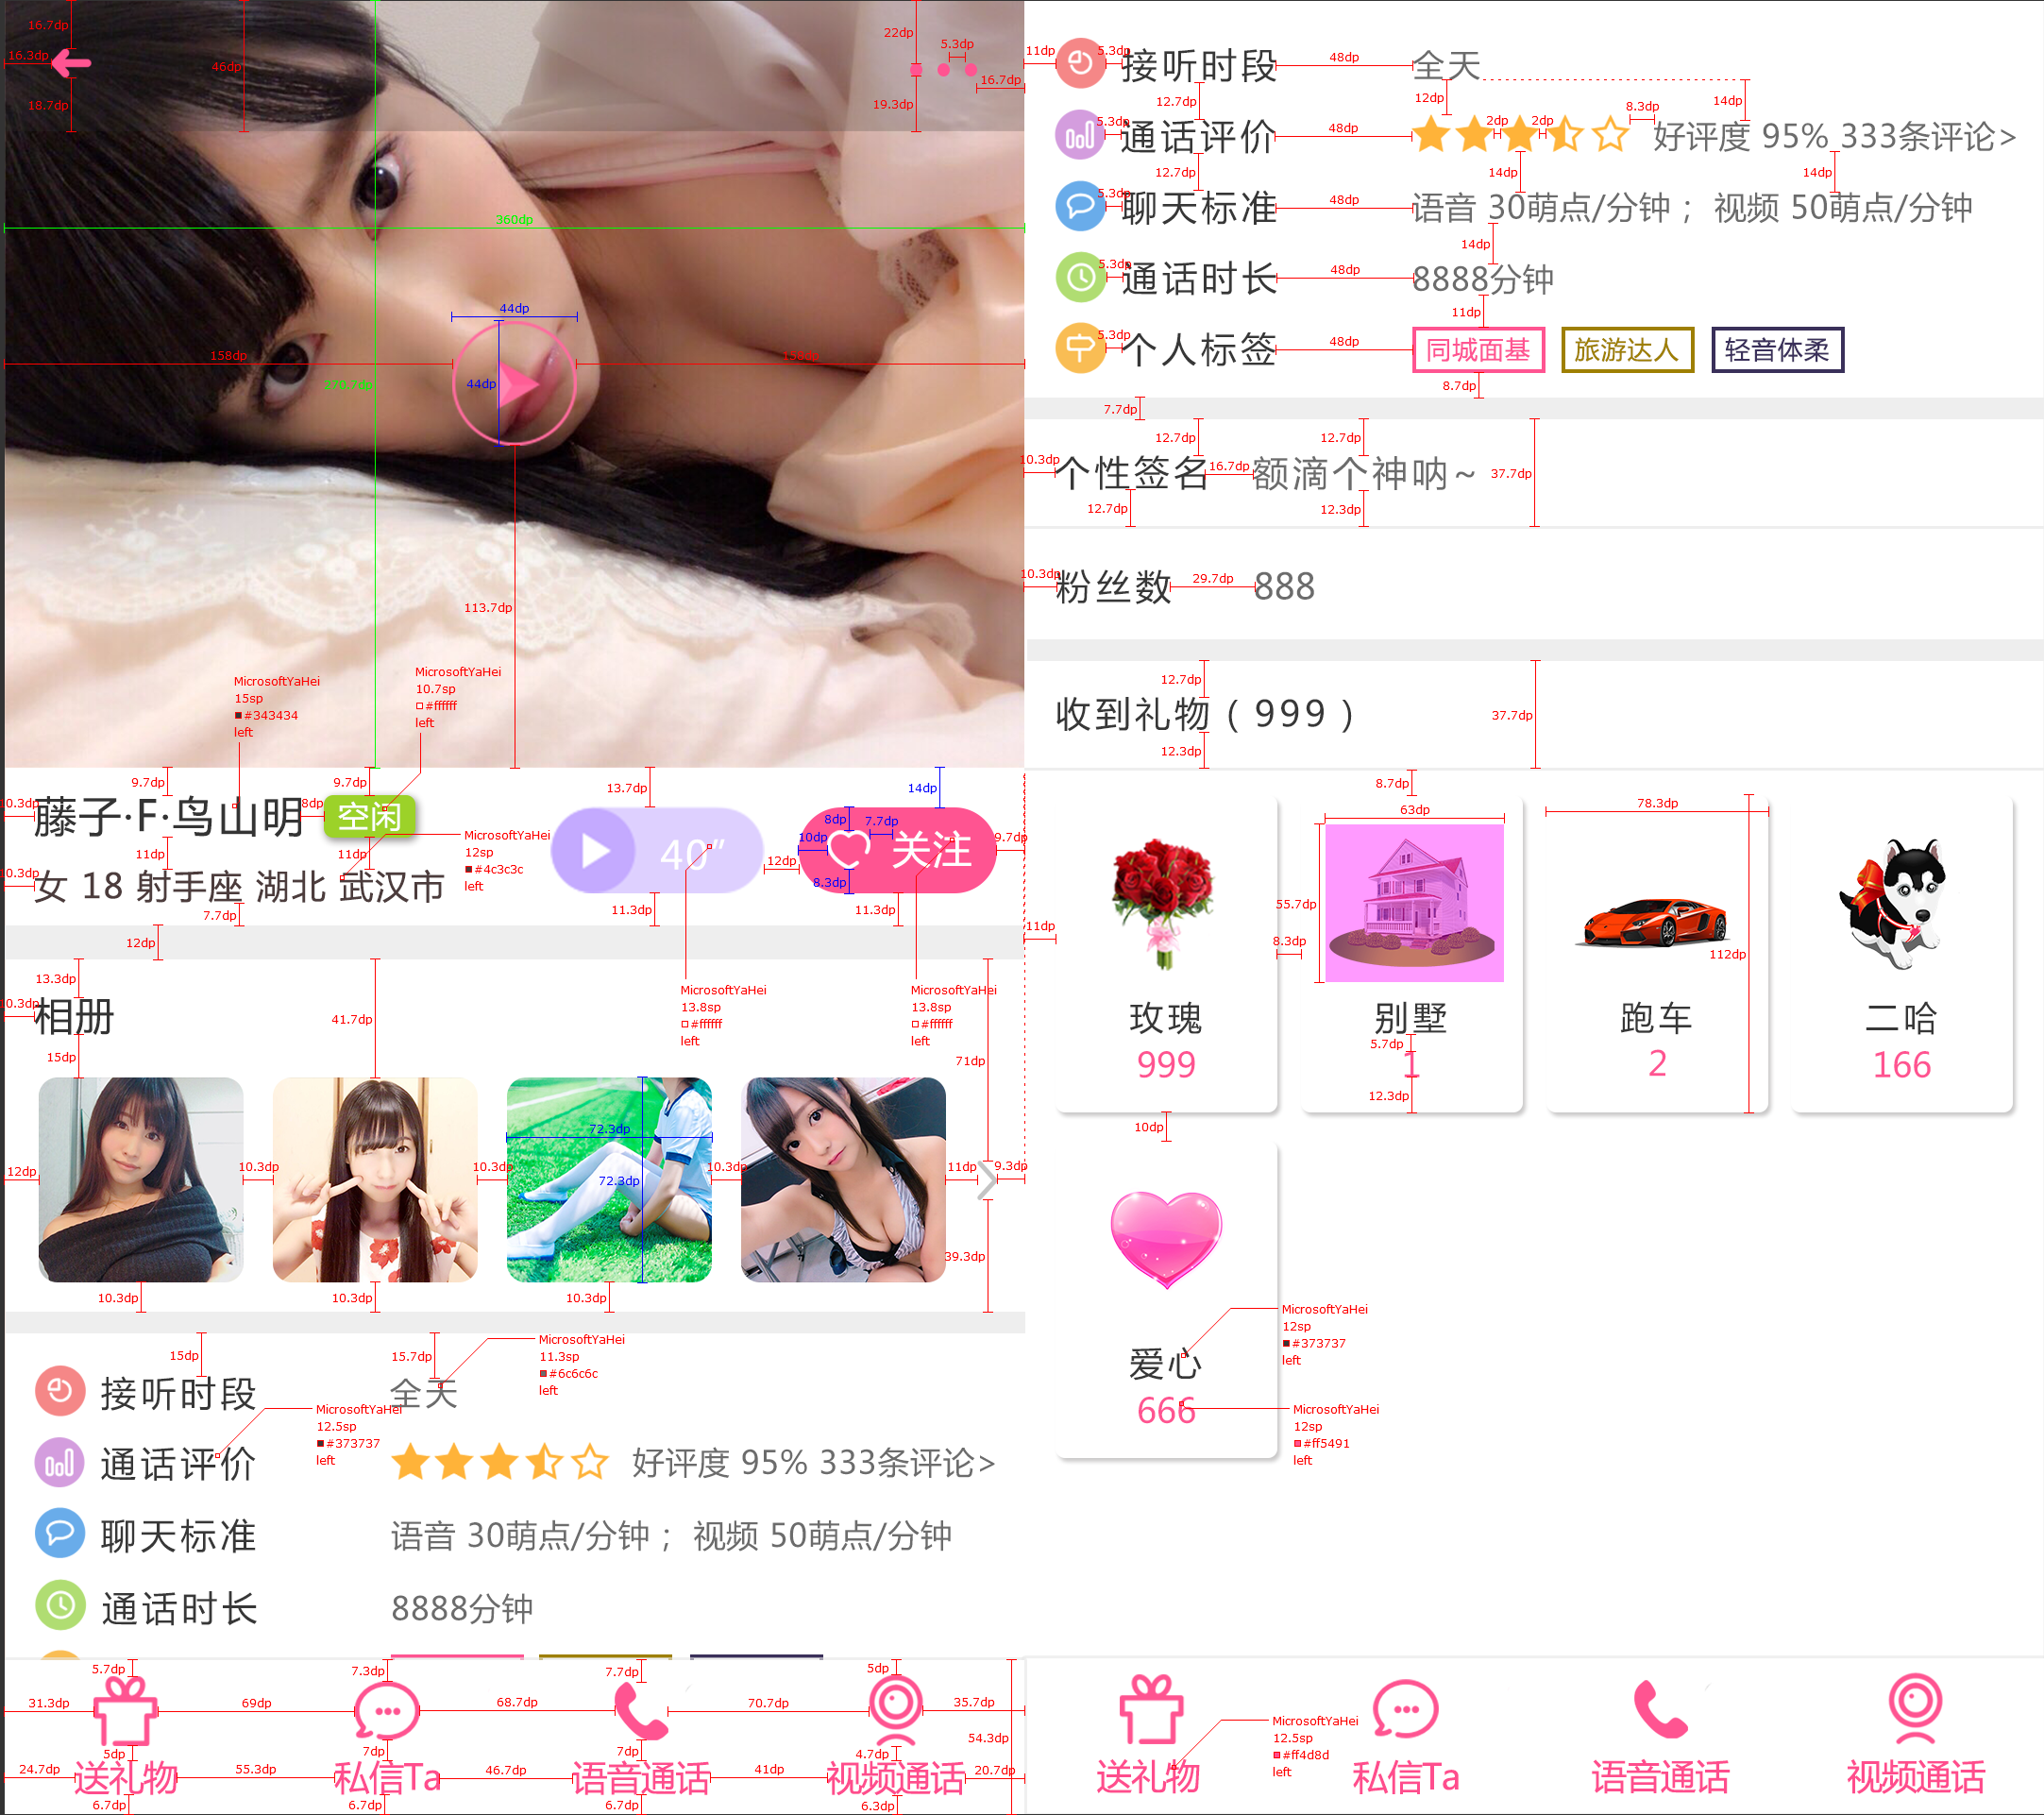 16.7dp
16.3dp
18.7dp
46dp
22dp
5.3dp
16.7dp
19.3dp
360dp
44dp
158dp
158dp
270.7dp
44dp
113.7dp
MicrosoftYaHei
15sp
#343434
left
MicrosoftYaHei
10.7sp
#ffffff
left
9.7dp
9.7dp
13.7dp
14dp
10.3dp
藤子·F·鸟山明
8dp
空闲
40″
8dp
7.7dp
10dp
关注
9.7dp
12dp
8.3dp
11dp
11dp
MicrosoftYaHei
12sp
#4c3c3c
left
10.3dp
女 18 射手座 湖北 武汉市
7.7dp
11.3dp
11.3dp
12dp
13.3dp
10.3dp
相册
15dp
41.7dp
MicrosoftYaHei
13.8sp
#ffffff
left
MicrosoftYaHei
13.8sp
#ffffff
left
71dp
72.3dp
72.3dp
12dp
10.3dp
10.3dp
10.3dp
11dp
9.3dp
39.3dp
10.3dp
10.3dp
10.3dp
15dp
15.7dp
MicrosoftYaHei
11.3sp
#6c6c6c
left
接听时段
全天
MicrosoftYaHei
12.5sp
#373737
left
通话评价
好评度 95% 333条评论>
聊天标准
语音 30萌点/分钟； 视频 50萌点/分钟
通话时长
8888分钟
5.7dp
7.3dp
7.7dp
5dp
31.3dp
69dp
68.7dp
70.7dp
35.7dp
54.3dp
5dp
7dp
7dp
4.7dp
24.7dp
送礼物
55.3dp
私信Ta
46.7dp
语音通话
41dp
视频通话
20.7dp
6.7dp
6.7dp
6.7dp
6.3dp
11dp
5.3dp
接听时段
48dp
全天
12.7dp
12dp
14dp
8.3dp
5.3dp
通话评价
48dp
2dp
2dp
好评度 95% 333条评论>
12.7dp
14dp
14dp
5.3dp
聊天标准
48dp
语音 30萌点/分钟； 视频 50萌点/分钟
14dp
5.3dp
通话时长
48dp
8888分钟
11dp
5.3dp
个人标签
48dp
同城面基
旅游达人
轻音体柔
8.7dp
7.7dp
12.7dp
12.7dp
10.3dp
个性签名
16.7dp
额滴个神呐~
37.7dp
12.7dp
12.3dp
10.3dp
粉丝数
29.7dp
888
12.7dp
收到礼物（999）
37.7dp
12.3dp
8.7dp
63dp
78.3dp
55.7dp
11dp
8.3dp
112dp
玫瑰
别墅
跑车
二哈
5.7dp
999
1
2
166
12.3dp
10dp
MicrosoftYaHei
12sp
#373737
left
爱心
666
MicrosoftYaHei
12sp
#ff5491
left
MicrosoftYaHei
12.5sp
#ff4d8d
left
送礼物
私信Ta
语音通话
视频通话